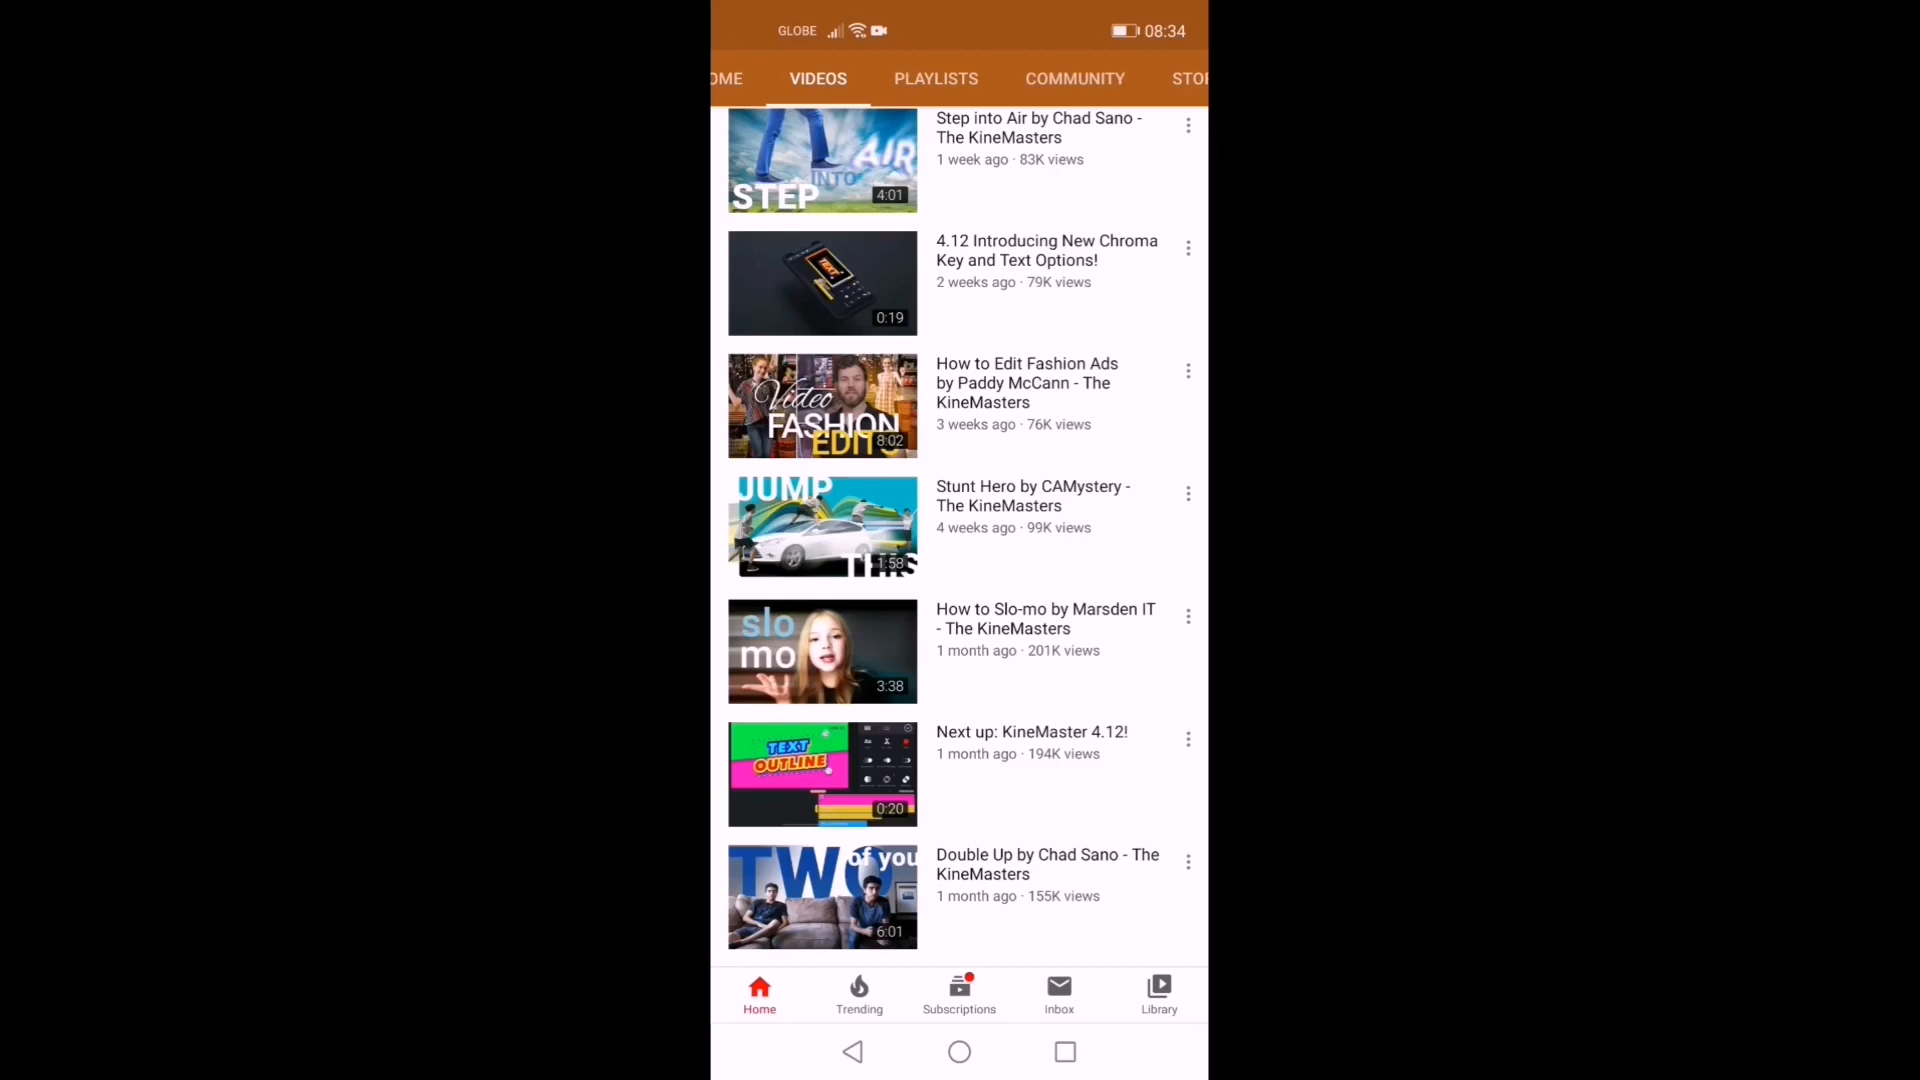 GLOBE 08:34
OME VIDEOS PLAYLISTS COMMUNITY STOR
AIR
INTO
STEP
4:01
Step into Air by Chad Sano -
The KineMasters
1 week ago · 83K views
TEXT
0:19
4.12 Introducing New Chroma
Key and Text Options!
2 weeks ago · 79K views
Video
FASHION
EDITS
8:02
How to Edit Fashion Ads
by Paddy McCann - The
KineMasters
3 weeks ago · 76K views
JUMP
THIS
1:58
Stunt Hero by CAMystery -
The KineMasters
4 weeks ago · 99K views
slo
mo
3:38
How to Slo-mo by Marsden IT
- The KineMasters
1 month ago · 201K views
TEXT
OUTLINE
0:20
Next up: KineMaster 4.12!
1 month ago · 194K views
TWO
of you
6:01
Double Up by Chad Sano - The
KineMasters
1 month ago · 155K views
Home Trending Subscriptions Inbox Library